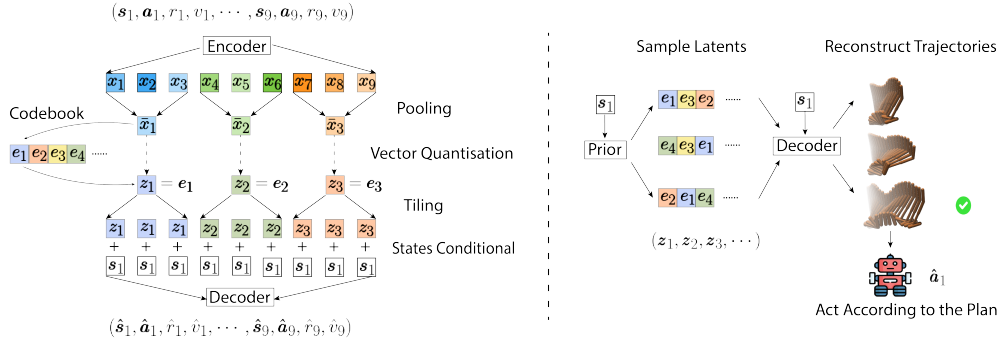 (s₁, a₁, r₁, v₁, ⋯, s₉, a₉, r₉, v₉)
Encoder
x₁ x₂ x₃ x₄ x₅ x₆ x₇ x₈ x₉
Pooling
Codebook
x̄₁ x̄₂ x̄₃
Vector Quantisation
e₁ e₂ e₃ e₄ ......
z₁ = e₁ z₂ = e₂ z₃ = e₃
Tiling
z₁ z₁ z₁ z₂ z₂ z₂ z₃ z₃ z₃
+ + + + + + + + +
States Conditional
s₁ s₁ s₁ s₁ s₁ s₁ s₁ s₁ s₁
Decoder
(ŝ₁, â₁, r̂₁, v̂₁, ⋯, ŝ₉, â₉, r̂₉, v̂₉)
Sample Latents
Reconstruct Trajectories
s₁
e₁ e₃ e₂ ......
s₁
Prior
e₄ e₃ e₁
Decoder
e₂ e₁ e₄ ......
(z₁, z₂, z₃, ⋯)
â₁
Act According to the Plan